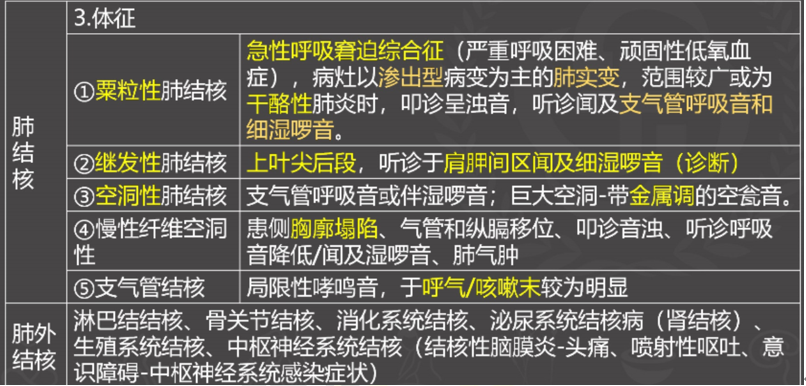 3.体征
肺结核
①粟粒性肺结核
急性呼吸窘迫综合征（严重呼吸困难、顽固性低氧血
症），病灶以渗出型病变为主的肺实变，范围较广或为
干酪性肺炎时，叩诊呈浊音，听诊闻及支气管呼吸音和
细湿啰音。
②继发性肺结核
上叶尖后段，听诊于肩胛间区闻及细湿啰音（诊断）
③空洞性肺结核
支气管呼吸音或伴湿啰音；巨大空洞-带金属调的空瓮音。
④慢性纤维空洞
性
患侧胸廓塌陷、气管和纵膈移位、叩诊音浊、听诊呼吸
音降低/闻及湿啰音、肺气肿
⑤支气管结核
局限性哮鸣音，于呼气/咳嗽末较为明显
肺外
结核
淋巴结结核、骨关节结核、消化系统结核、泌尿系统结核病（肾结核）、
生殖系统结核、中枢神经系统结核（结核性脑膜炎-头痛、喷射性呕吐、意
识障碍-中枢神经系统感染症状）